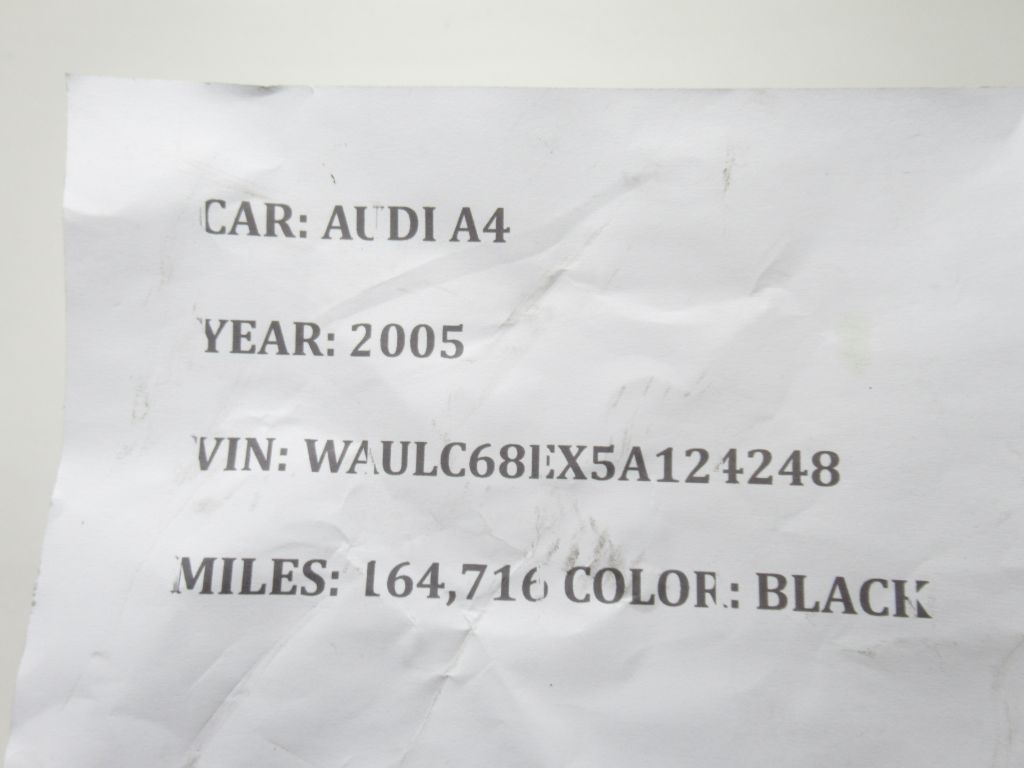 CAR: AUDI A4
YEAR: 2005
VIN: WAULC68EX5A124248
MILES: 164,716 COLOR: BLACK